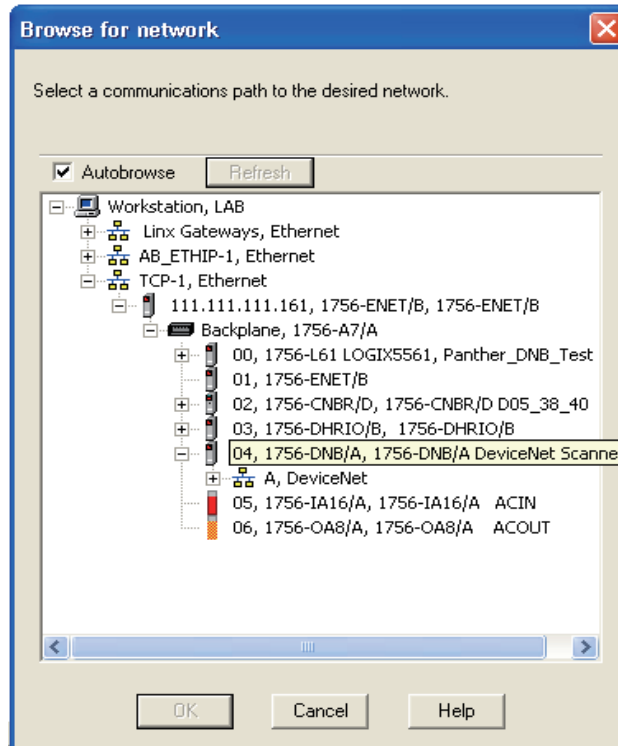 Browse for network
Select a communications path to the desired network.
Autobrowse Refresh
Workstation, LAB
Linx Gateways, Ethernet
AB_ETHIP-1, Ethernet
TCP-1, Ethernet
111.111.111.161, 1756-ENET/B, 1756-ENET/B
Backplane, 1756-A7/A
00, 1756-L61 LOGIX5561, Panther_DNB_Test
01, 1756-ENET/B
02, 1756-CNBR/D, 1756-CNBR/D D05_38_40
03, 1756-DHRIO/B, 1756-DHRIO/B
04, 1756-DNB/A, 1756-DNB/A DeviceNet Scanne
A, DeviceNet
05, 1756-IA16/A, 1756-IA16/A ACIN
06, 1756-OA8/A, 1756-OA8/A ACOUT
OK Cancel Help